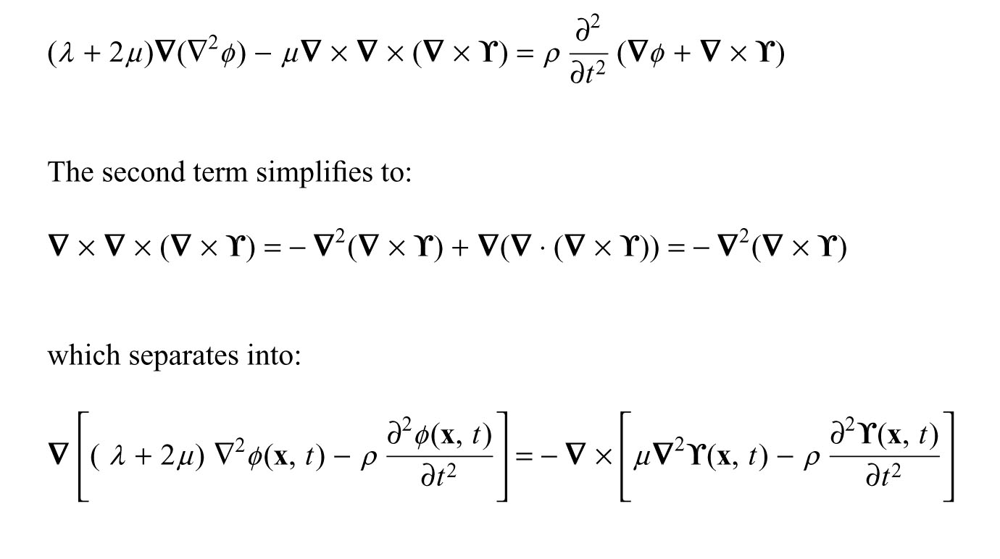 (λ + 2μ)∇(∇²ϕ) − μ∇ × ∇ × (∇ × ϒ) = ρ ∂²/∂t² (∇ϕ + ∇ × ϒ)
The second term simplifies to:
∇ × ∇ × (∇ × ϒ) = − ∇²(∇ × ϒ) + ∇(∇ · (∇ × ϒ)) = − ∇²(∇ × ϒ)
which separates into:
∇[( λ + 2μ) ∇²ϕ(x, t) − ρ ∂²ϕ(x, t)/∂t²] = − ∇ × [μ∇²ϒ(x, t) − ρ ∂²ϒ(x, t)/∂t²]